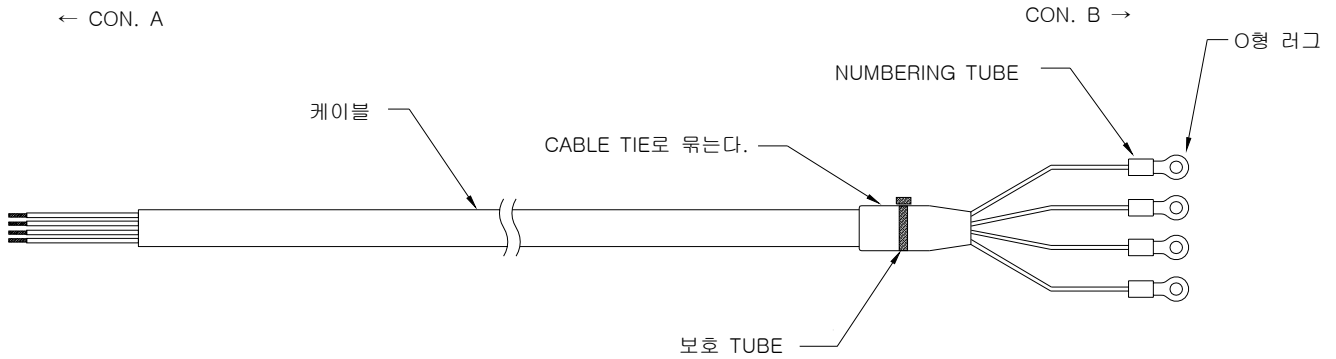 ← CON. A
CON. B →
O형 러그
NUMBERING TUBE
케이블
CABLE TIE로 묶는다.
보호 TUBE